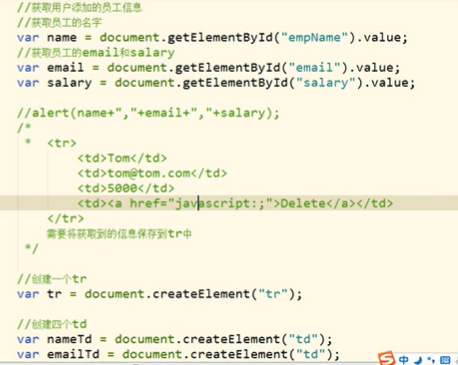 //获取用户添加的员工信息
//获取员工的名字
var name = document.getElementById("empName").value;
//获取员工的email和salary
var email = document.getElementById("email").value;
var salary = document.getElementById("salary").value;
//alert(name+","+email+","+salary);
/*
* <tr>
<td>Tom</td>
<td>tom@tom.com</td>
<td>5000</td>
<td><a href="javascript:;">Delete</a></td>
</tr>
需要将获取到的信息保存到tr中
*/
//创建一个tr
var tr = document.createElement("tr");
//创建四个td
var nameTd = document.createElement("td");
var emailTd = document.createElement("td");
S 中